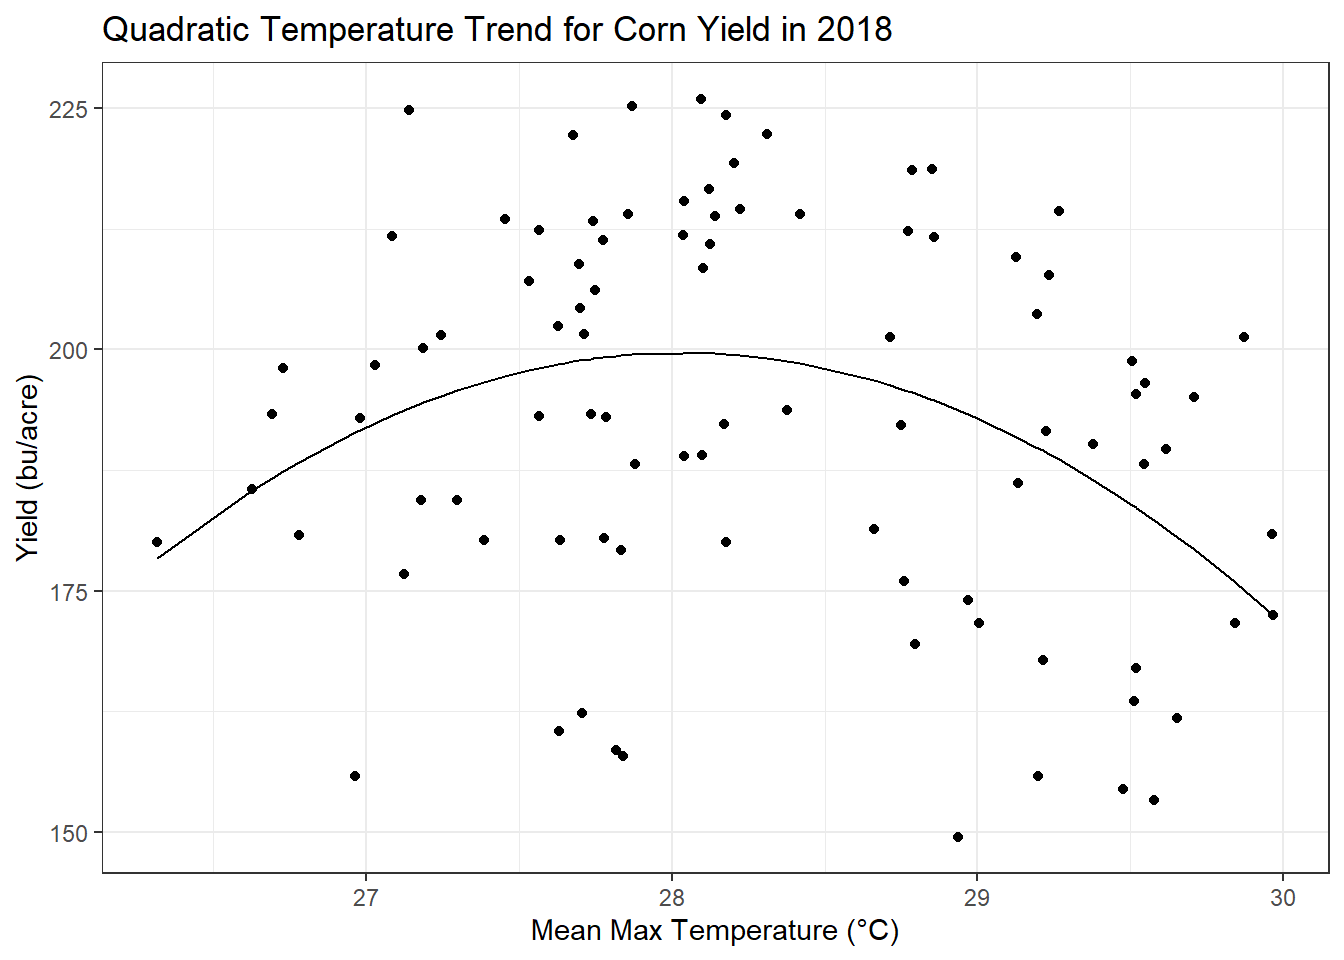 Quadratic Temperature Trend for Corn Yield in 2018
225
200
175
150
Yield (bu/acre)
27 28 29 30
Mean Max Temperature (°C)